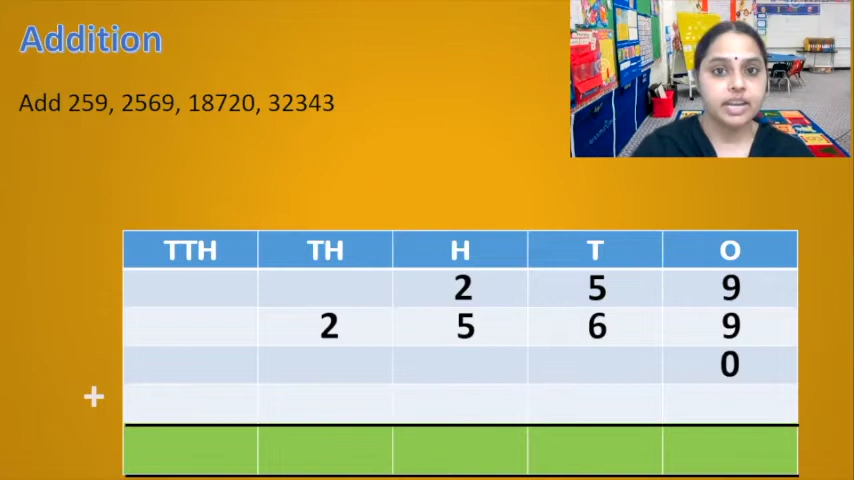 Addition
Add 259, 2569, 18720, 32343
TTH TH H T O
2 5 9
2 5 6 9
0
+